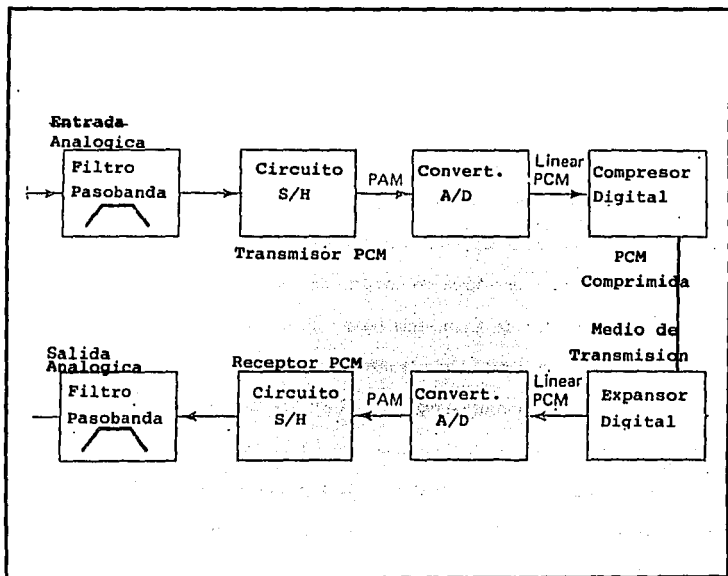 Entrada
Analogica
Filtro
Pasobanda
Circuito
S/H
PAM
Convert.
A/D
Linear
PCM
Compresor
Digital
Transmisor PCM
PCM
Comprimida
Medio de
Transmision
Salida
Analogica
Filtro
Pasobanda
Receptor PCM
Circuito
S/H
PAM
Convert.
A/D
Linear
PCM
Expansor
Digital